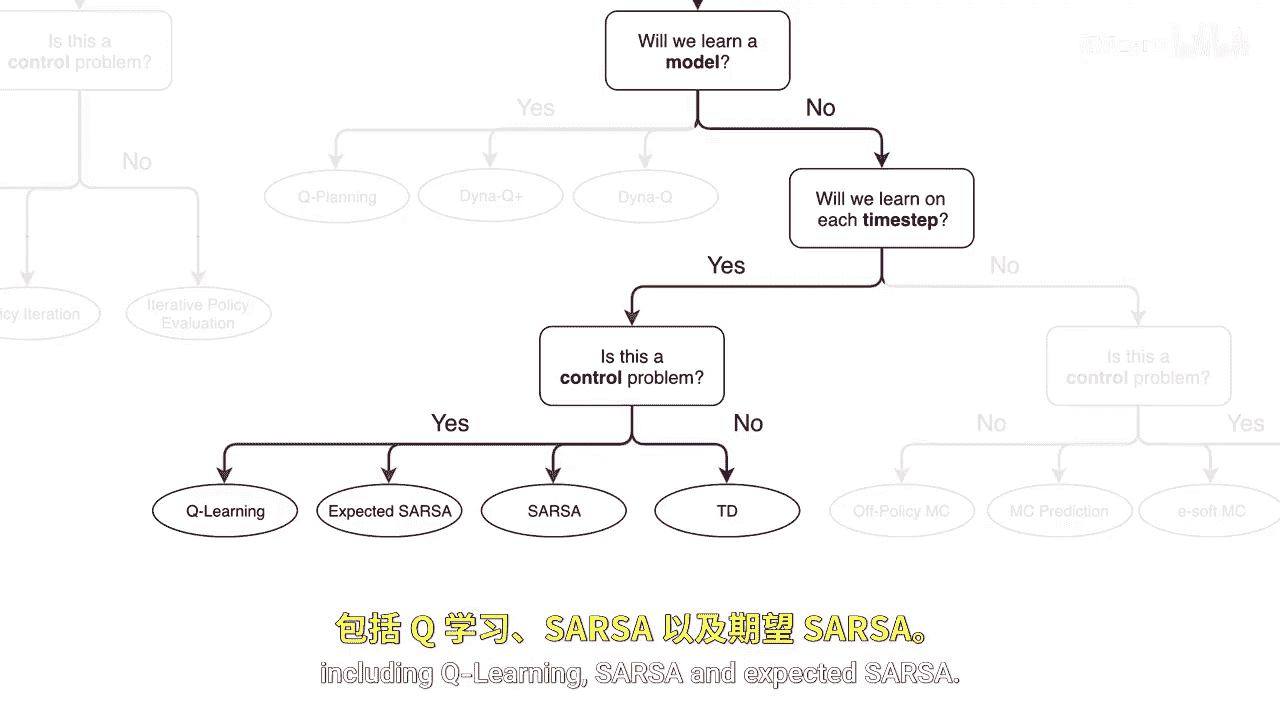 Is this a
control problem?
No
icy Iteration
Iterative Policy
Evaluation
Will we learn a
model?
Yes
No
Q-Planning
Dyna-Q+
Dyna-Q
Will we learn on
each timestep?
Yes
No
Is this a
control problem?
Yes
No
Q-Learning
Expected SARSA
SARSA
TD
Is this a
control problem?
No
Yes
Off-Policy MC
MC Prediction
e-soft MC
包括 Q 学习、SARSA 以及期望 SARSA。
including Q-Learning, SARSA and expected SARSA.